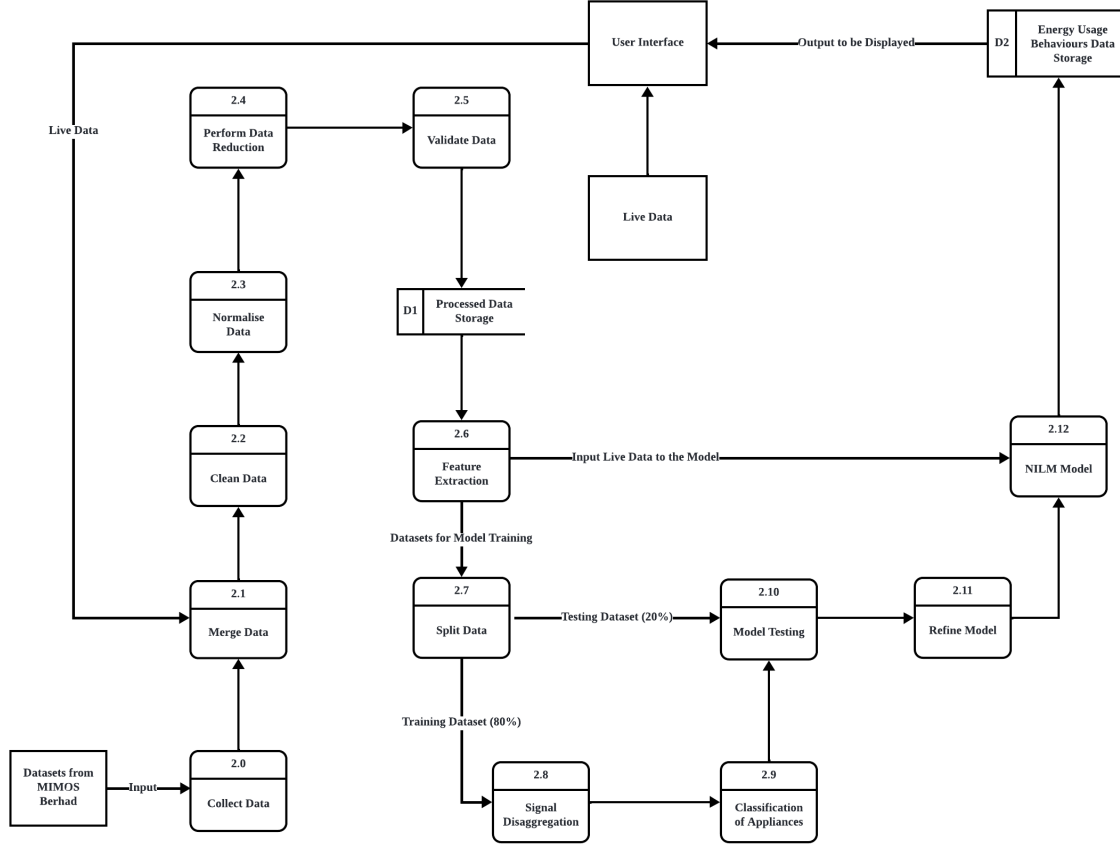 User Interface
Output to be Displayed
D2
Energy Usage
Behaviours Data
Storage
Live Data
2.4
Perform Data
Reduction
2.5
Validate Data
Live Data
2.3
Normalise
Data
D1
Processed Data
Storage
2.2
Clean Data
2.6
Feature
Extraction
Input Live Data to the Model
2.12
NILM Model
Datasets for Model Training
2.1
Merge Data
2.7
Split Data
Testing Dataset (20%)
2.10
Model Testing
2.11
Refine Model
Training Dataset (80%)
Datasets from
MIMOS
Berhad
Input
2.0
Collect Data
2.8
Signal
Disaggregation
2.9
Classification
of Appliances